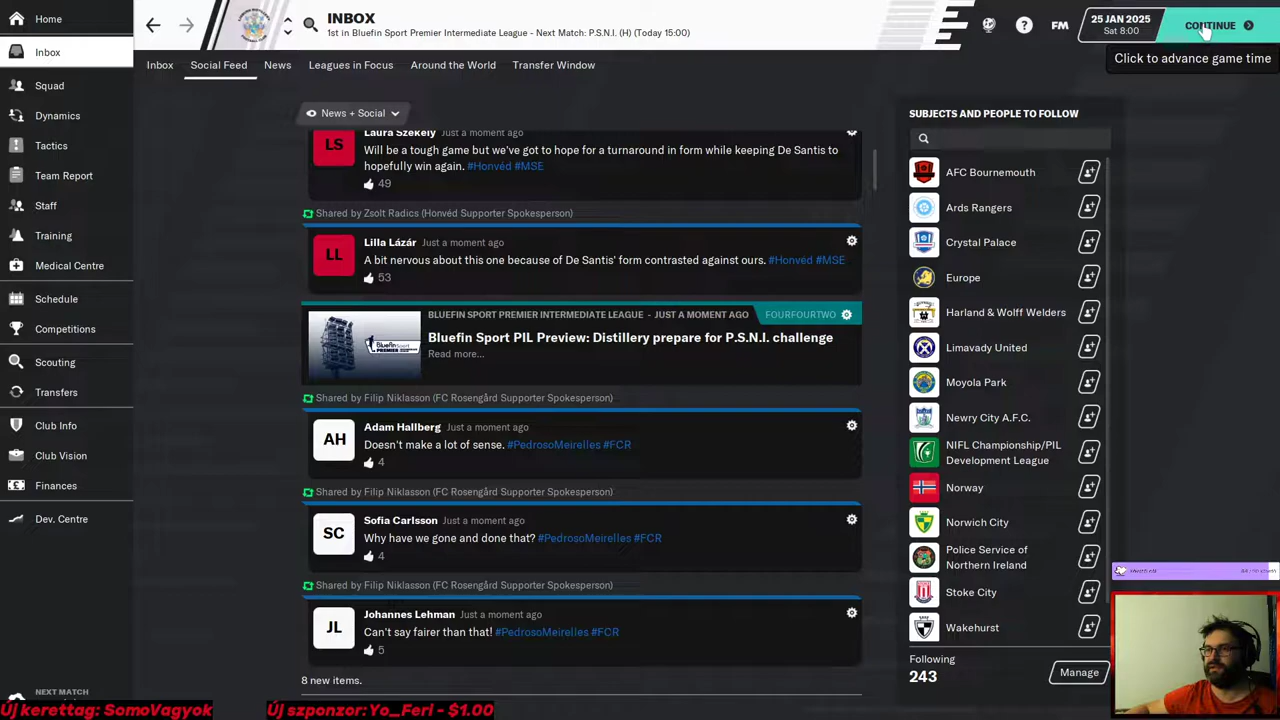 Home
Inbox
Squad
Dynamics
Tactics
Team Report
Staff
Training
Medical Centre
Schedule
Competitions
Scouting
Transfers
Club Info
Club Vision
Finances
Dev. Centre
NEXT MATCH
INBOX
1st in Bluefin Sport Premier Intermediate League - Next Match: P.S.N.I. (H) (Today 15:00)
?
FM
25 JAN 2025
Sat 8:00
CONTINUE
Click to advance game time
Inbox
Social Feed
News
Leagues in Focus
Around the World
Transfer Window
News + Social
LS
Laura Székely Just a moment ago
Will be a tough game but we've got to hope for a turnaround in form while keeping De Santis to
hopefully win again. #Honvéd #MSE
49
Shared by Zsolt Radics (Honvéd Supporter Spokesperson)
LL
Lilla Lázár Just a moment ago
A bit nervous about this one because of De Santis' form contrasted against ours. #Honvéd #MSE
53
BLUEFIN SPORT PREMIER INTERMEDIATE LEAGUE - JUST A MOMENT AGO
FOURFOURTWO
Bluefin Sport PIL Preview: Distillery prepare for P.S.N.I. challenge
Read more...
Shared by Filip Niklasson (FC Rosengård Supporter Spokesperson)
AH
Adam Hallberg Just a moment ago
Doesn't make a lot of sense. #PedrosoMeirelles #FCR
4
Shared by Filip Niklasson (FC Rosengård Supporter Spokesperson)
SC
Sofia Carlsson Just a moment ago
Why have we gone and done that? #PedrosoMeirelles #FCR
4
Shared by Filip Niklasson (FC Rosengård Supporter Spokesperson)
JL
Johannes Lehman Just a moment ago
Can't say fairer than that! #PedrosoMeirelles #FCR
5
8 new items.
SUBJECTS AND PEOPLE TO FOLLOW
AFC Bournemouth
Ards Rangers
Crystal Palace
Europe
Harland & Wolff Welders
Limavady United
Moyola Park
Newry City A.F.C.
NIFL Championship/PIL
Development League
Norway
Norwich City
Police Service of
Northern Ireland
Stoke City
Wakehurst
Following
243
Manage
Új kerettag: SomoVagyok
Új szponzor: Yo_Feri - $1.00